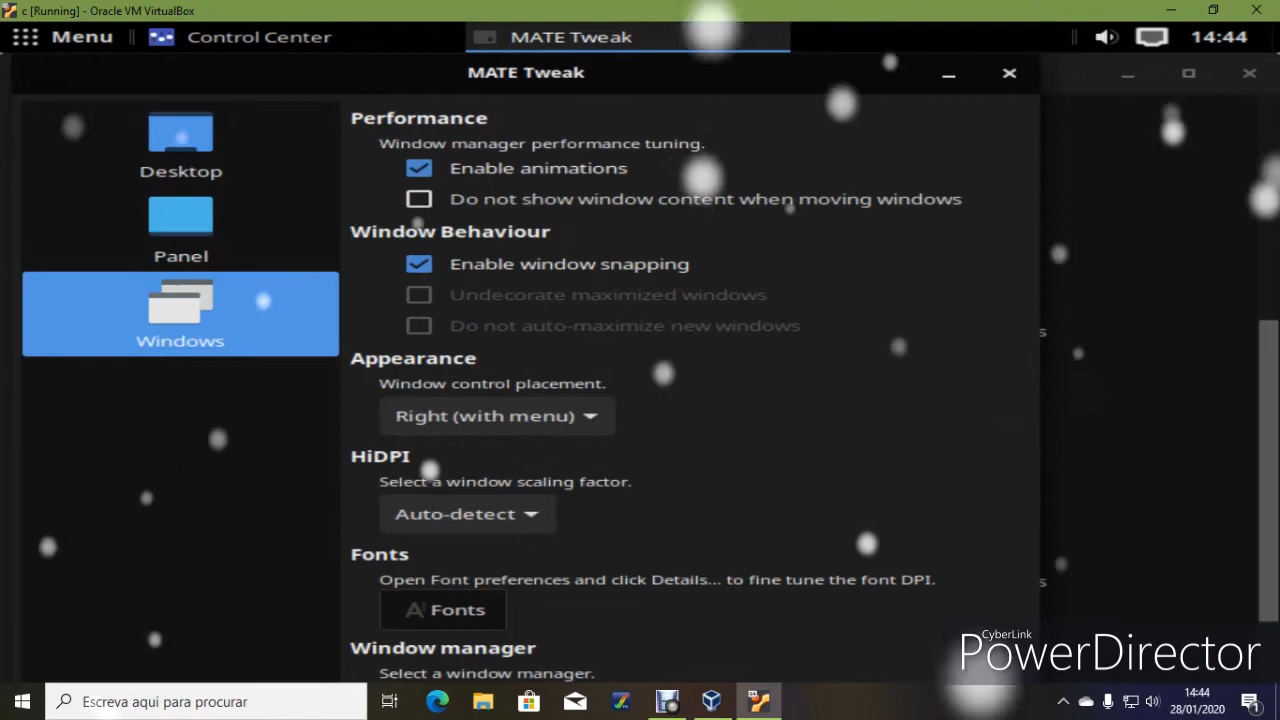 c [Running] - Oracle VM VirtualBox
Menu
Control Center
MATE Tweak
14:44
MATE Tweak
Desktop
Panel
Windows
Performance
Window manager performance tuning.
Enable animations
Do not show window content when moving windows
Window Behaviour
Enable window snapping
Undecorate maximized windows
Do not auto-maximize new windows
Appearance
Window control placement.
Right (with menu)
HiDPI
Select a window scaling factor.
Auto-detect
Fonts
Open Font preferences and click Details... to fine tune the font DPI.
Fonts
Window manager
Select a window manager.
s
s
CyberLink
PowerDirector
Escreva aqui para procurar
14:44
28/01/2020
1